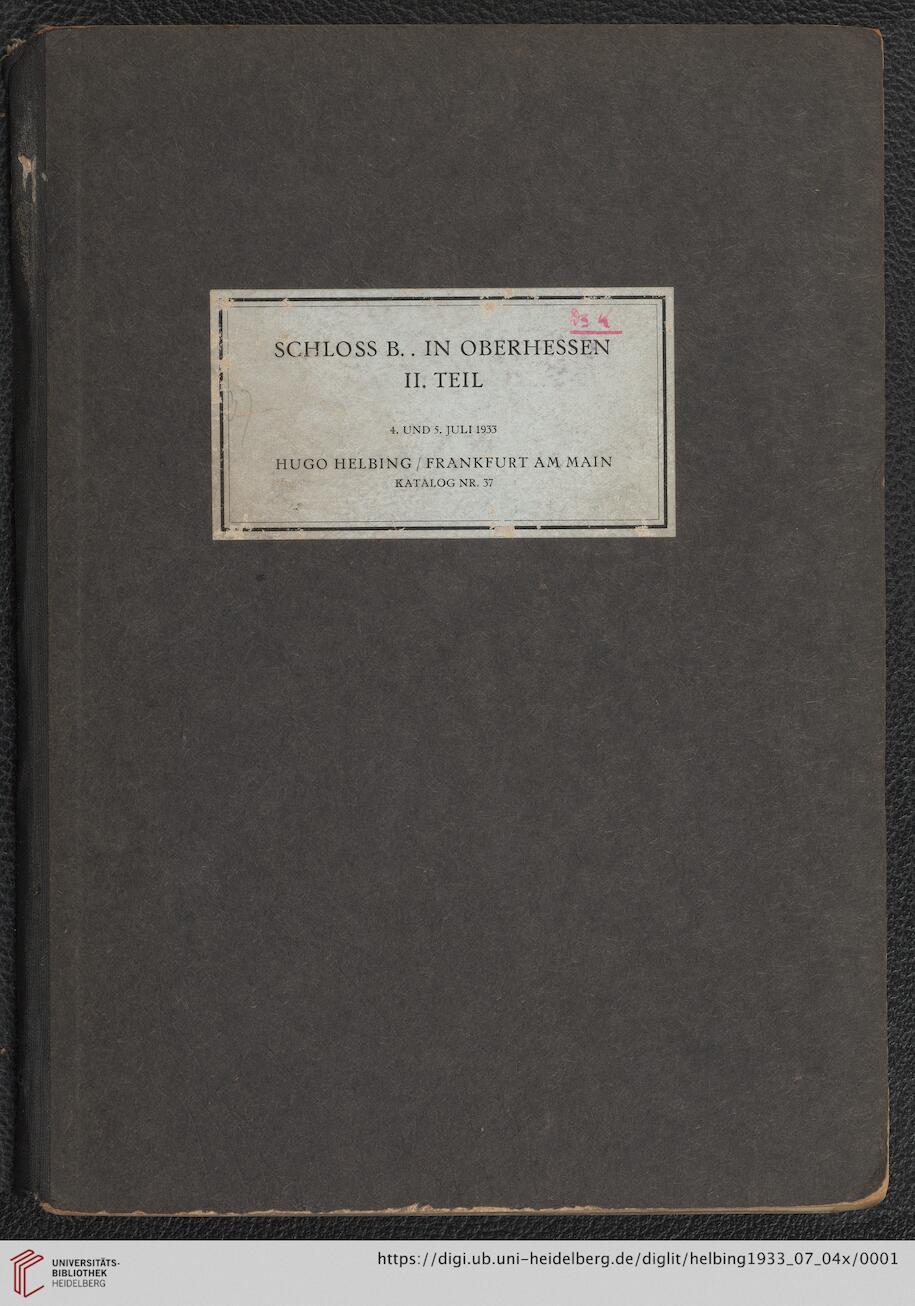 SCHLOSS B. . IN OBERHESSEN
II. TEIL
4. UND 5. JULI 1933
HUGO HELBING / FRANKFURT AM MAIN
KATALOG NR. 37
UNIVERSITÄTS-
BIBLIOTHEK
HEIDELBERG
https://digi.ub.uni-heidelberg.de/diglit/helbing1933_07_04x/0001